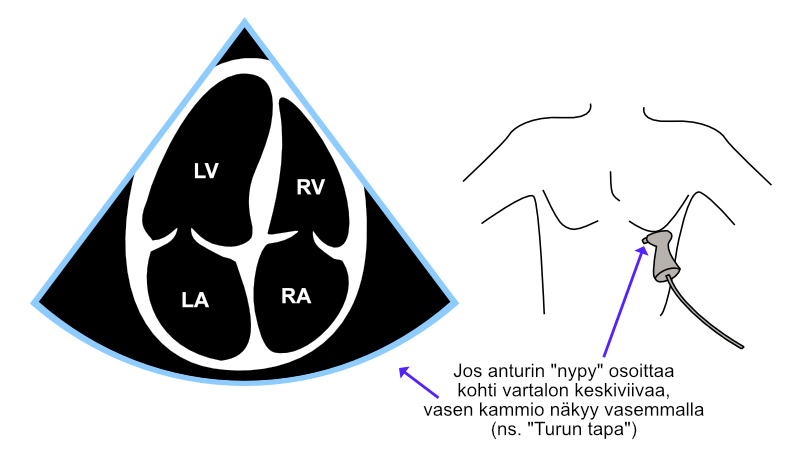 LV
RV
LA
RA
Jos anturin "nypy" osoittaa
kohti vartalon keskiviivaa,
vasen kammio näkyy vasemmalla
(ns. "Turun tapa")